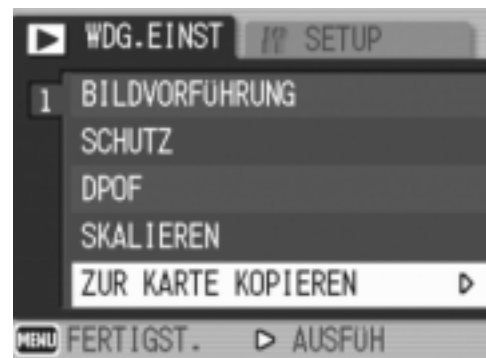 WDG.EINST SETUP
1 BILDVORFÜHRUNG
SCHUTZ
DPOF
SKALIEREN
ZUR KARTE KOPIEREN
MENU FERTIGST. AUSFÜH